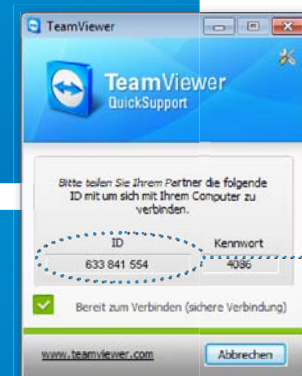 TeamViewer
TeamViewer
QuickSupport
Bitte teilen Sie Ihrem Partner die folgende
ID mit um sich mit Ihrem Computer zu
verbinden.
ID Kennwort
633 841 554 4086
Bereit zum Verbinden (sichere Verbindung)
www.teamviewer.com Abbrechen